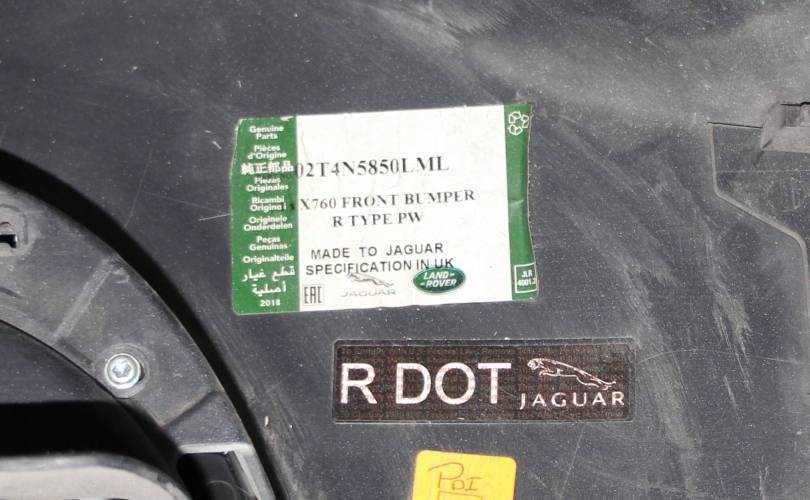 Genuine
Parts
Pièces
d'Origine
純正部品
Piezas
Originales
Ricambi
Originali
Originele
Onderdelen
Peças
Genuínas
Originalteile
قطع غيار
أصلية
2018
02T4N5850LML
X760 FRONT BUMPER
R TYPE PW
MADE TO JAGUAR
SPECIFICATION IN UK
EAC
JAGUAR
LAND-
-ROVER
JLR
4001.2
R DOT
JAGUAR
PDI